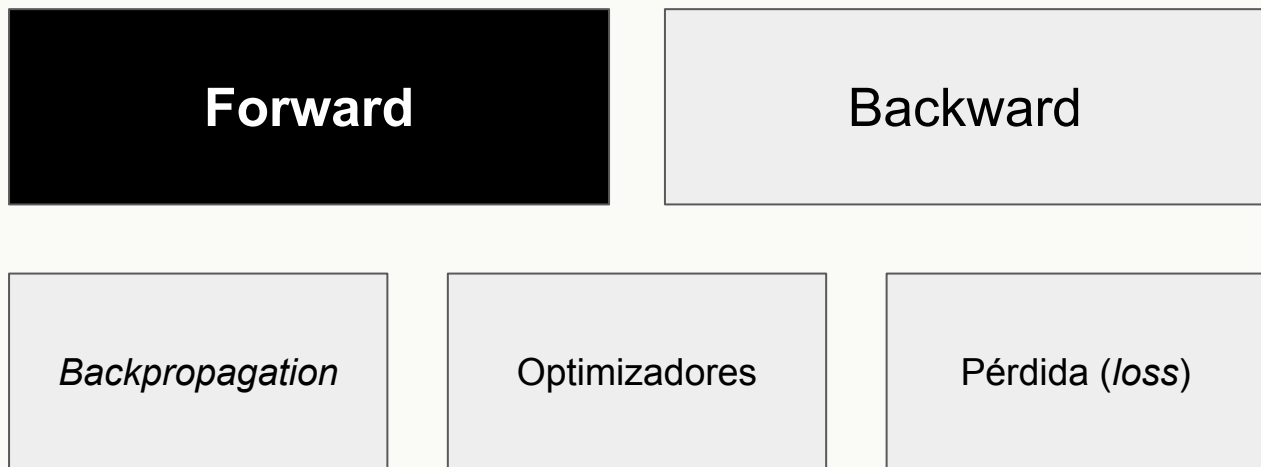 Forward
Backward
Backpropagation
Optimizadores
Pérdida (loss)